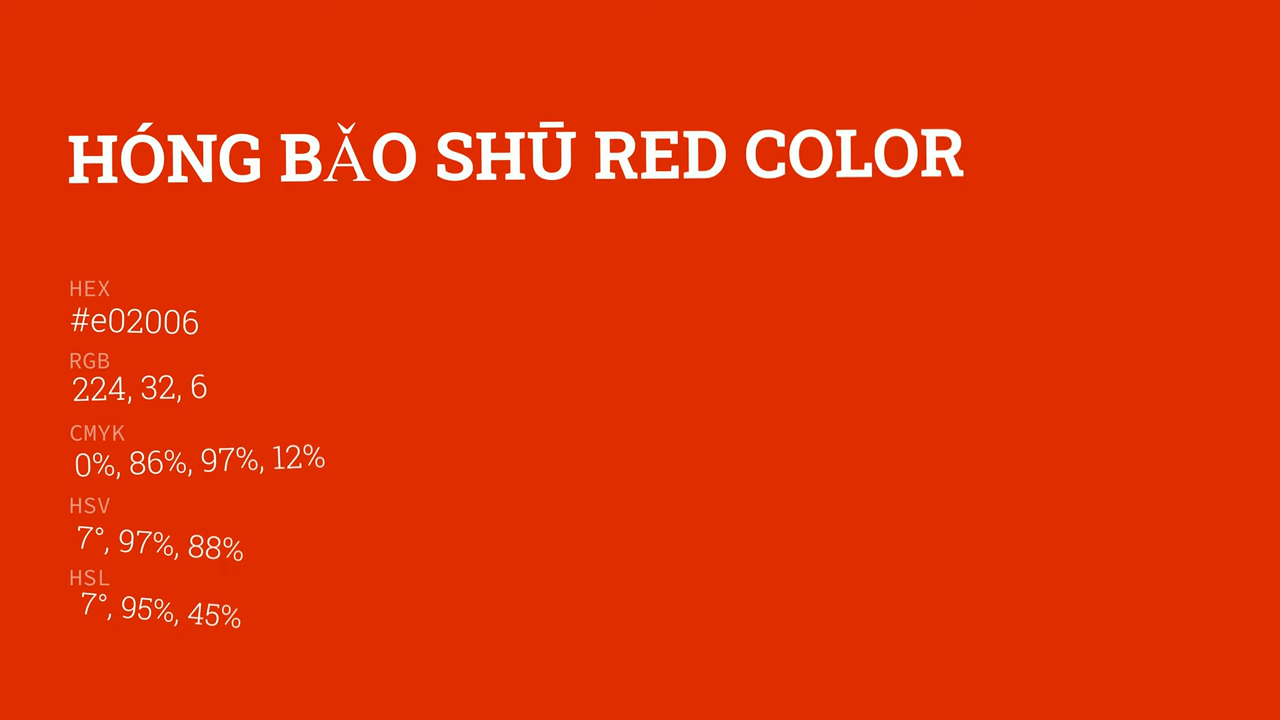 HÓNG BǍO SHŪ RED COLOR
HEX
#e02006
RGB
224, 32, 6
CMYK
0%, 86%, 97%, 12%
HSV
7°, 97%, 88%
HSL
7°, 95%, 45%